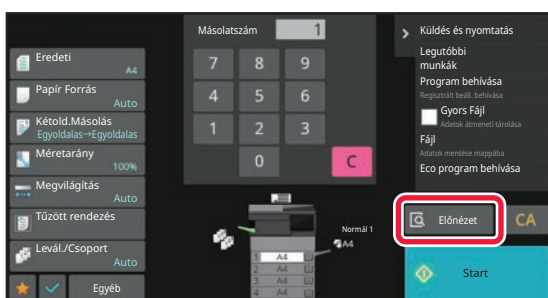 Másolatszám
1
Eredeti
A4
Papír Forrás
Auto
Kétold.Másolás
Egyoldalas→Egyoldalas
Méretarány
100%
Megvilágítás
Auto
Tűzött rendezés
Levál./Csoport
Auto
Egyéb
7 8 9
4 5 6
1 2 3
0 C
Normál 1
A4
1 A4
2 A4
3 A4
4 A4
Küldés és nyomtatás
Legutóbbi
munkák
Program behívása
Regisztrált beáll. behívása
Gyors Fájl
Adatok átmeneti tárolása
Fájl
Adatok mentése mappába
Eco program behívása
Előnézet
CA
Start